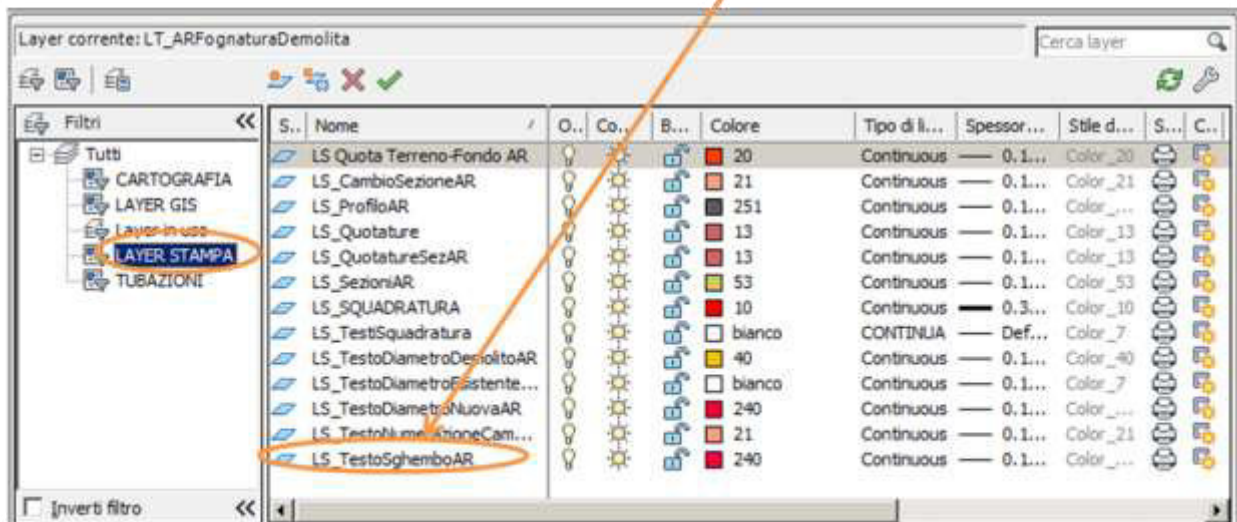 Layer corrente: LT_ARFognaturaDemolita
Cerca layer
Filtri
S.. Nome O.. Co... B... Colore Tipo di li... Spessor... Stile d... S... C..
Tutti
CARTOGRAFIA
LAYER GIS
Layer in uso
LAYER STAMPA
TUBAZIONI
LS Quota Terreno-Fondo AR 20 Continuous 0.1... Color_20
LS_CambioSezioneAR 21 Continuous 0.1... Color_21
LS_ProfiloAR 251 Continuous 0.1... Color_...
LS_Quotature 13 Continuous 0.1... Color_13
LS_QuotatureSezAR 13 Continuous 0.1... Color_13
LS_SezioniAR 53 Continuous 0.1... Color_53
LS_SQUADRATURA 10 Continuous 0.3... Color_10
LS_TestiSquadratura bianco CONTINUA Def... Color_7
LS_TestoDiametroDemolitoAR 40 Continuous 0.1... Color_40
LS_TestoDiametroEsistente... bianco Continuous 0.1... Color_7
LS_TestoDiametroNuovaAR 240 Continuous 0.1... Color_...
LS_TestoNumerazioneCam... 21 Continuous 0.1... Color_21
LS_TestoSghemboAR 240 Continuous 0.1... Color_...
Inverti filtro